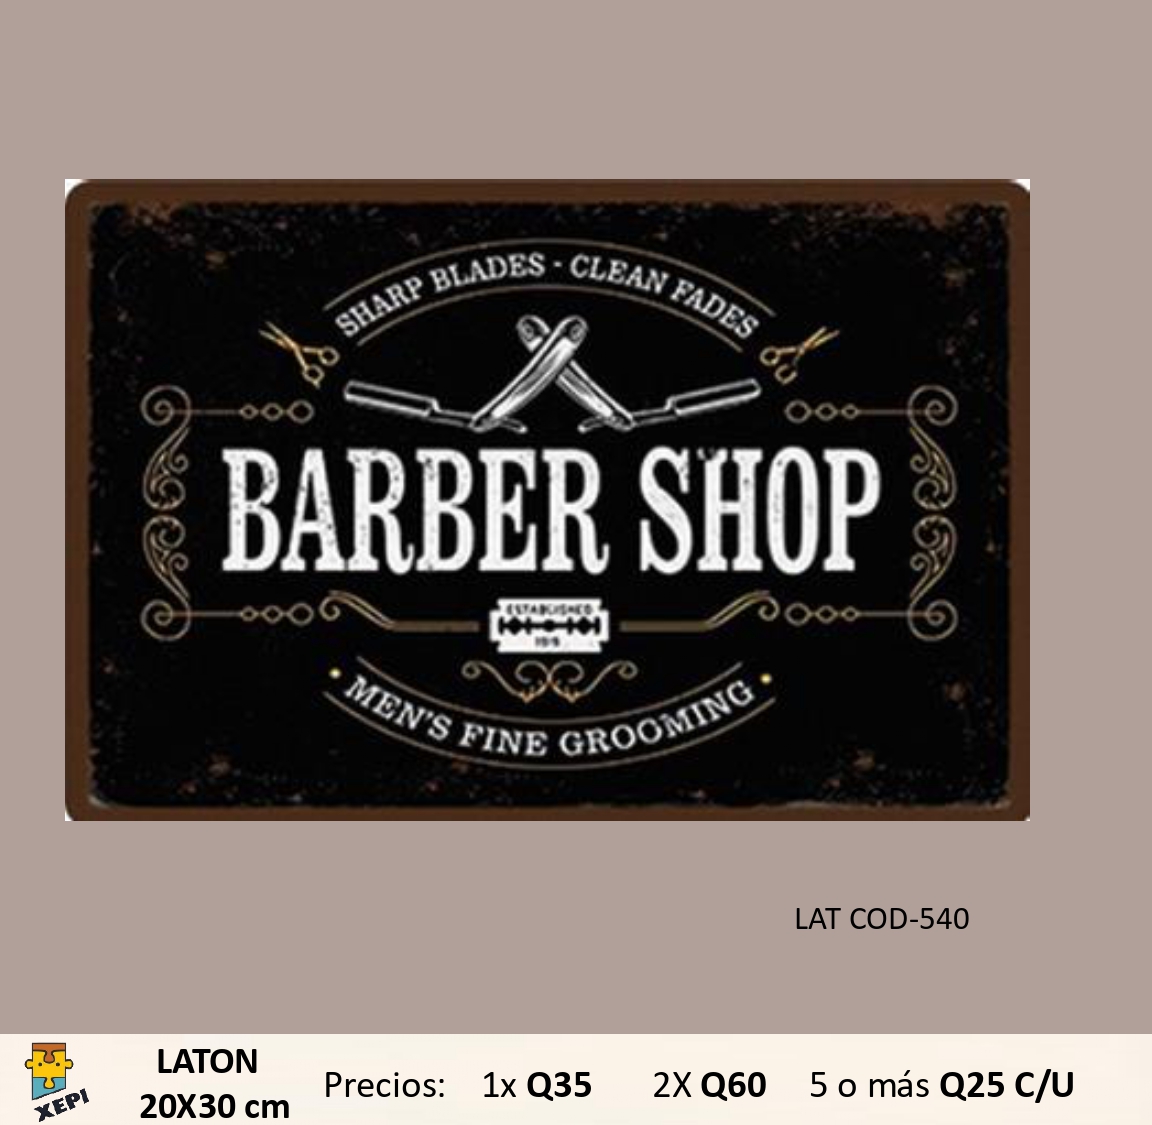 SHARP BLADES - CLEAN FADES
BARBER SHOP
ESTABLISHED
MEN'S FINE GROOMING
LAT COD-540
XEPI
LATON
20X30 cm
Precios: 1x Q35 2X Q60 5 o más Q25 C/U